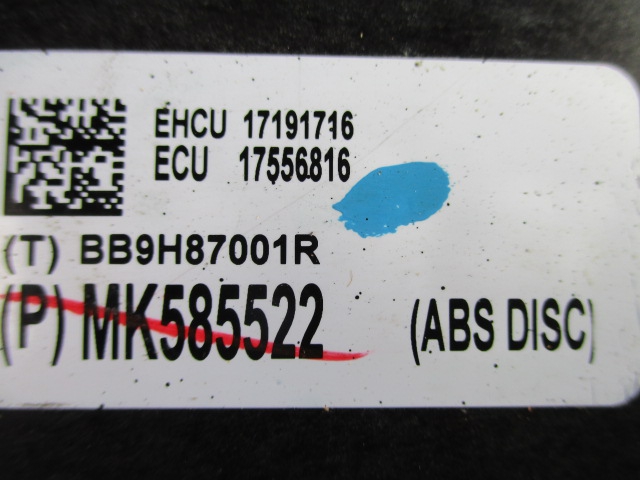 EHCU 17191716
ECU 17556816
(T) BB9H87001R
(P) MK585522 (ABS DISC)